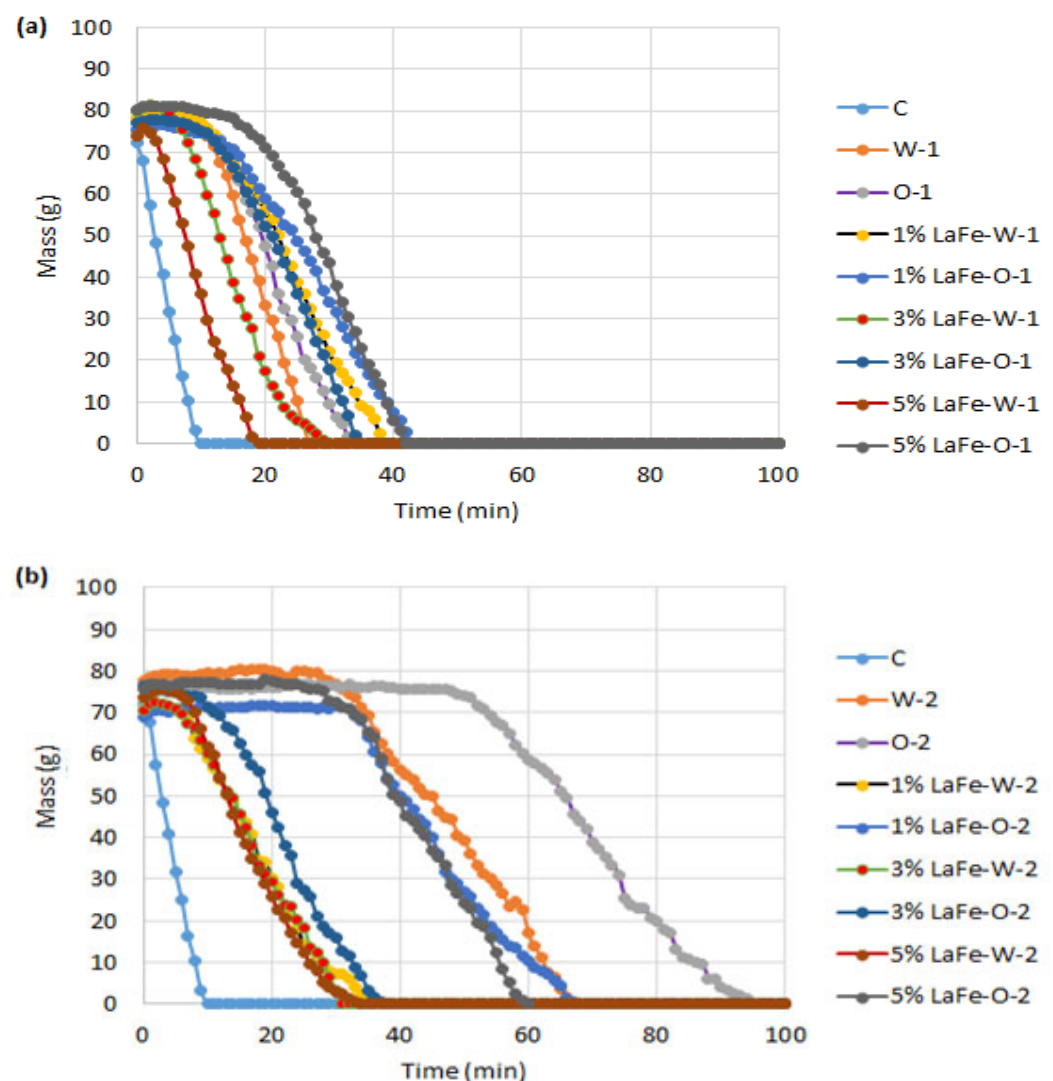 (a)
100
90
80
70
60
50
40
30
20
10
0
Mass (g)
0 20 40 60 80 100
Time (min)
C
W-1
O-1
1% LaFe-W-1
1% LaFe-O-1
3% LaFe-W-1
3% LaFe-O-1
5% LaFe-W-1
5% LaFe-O-1
(b)
100
90
80
70
60
50
40
30
20
10
0
Mass (g)
0 20 40 60 80 100
Time (min)
C
W-2
O-2
1% LaFe-W-2
1% LaFe-O-2
3% LaFe-W-2
3% LaFe-O-2
5% LaFe-W-2
5% LaFe-O-2